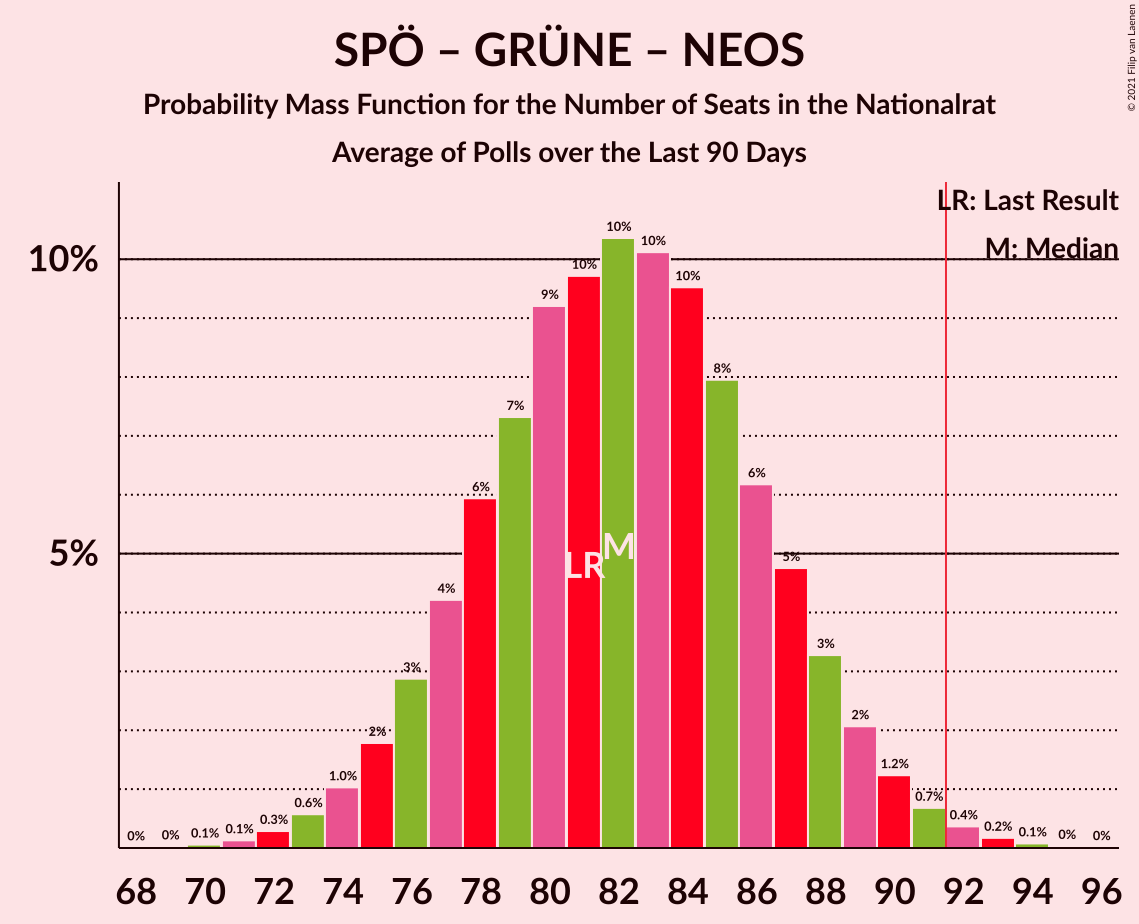 SPÖ – GRÜNE – NEOS
Probability Mass Function for the Number of Seats in the Nationalrat
Average of Polls over the Last 90 Days
© 2021 Filip van Laenen
LR: Last Result
M: Median
10%
5%
0% 0% 0.1% 0.1% 0.3% 0.6% 1.0% 2% 3% 4% 6% 7% 9% 10% 10% 10% 10% 8% 6% 5% 3% 2% 1.2% 0.7% 0.4% 0.2% 0.1% 0% 0%
LR M
68 70 72 74 76 78 80 82 84 86 88 90 92 94 96